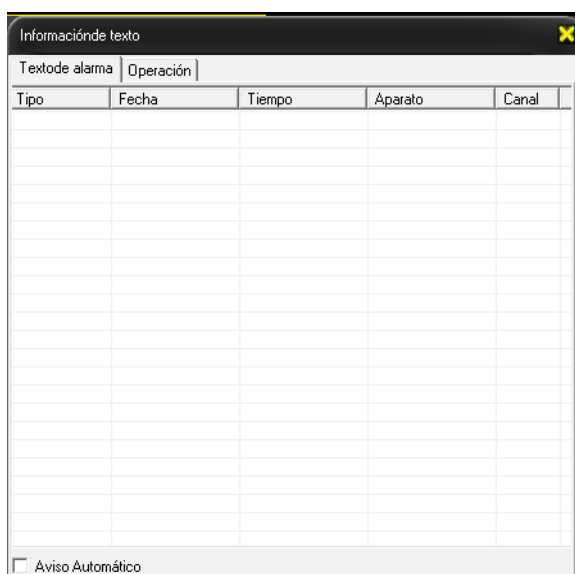 Informaciónde texto
Textode alarma Operación
Tipo Fecha Tiempo Aparato Canal
Aviso Automático